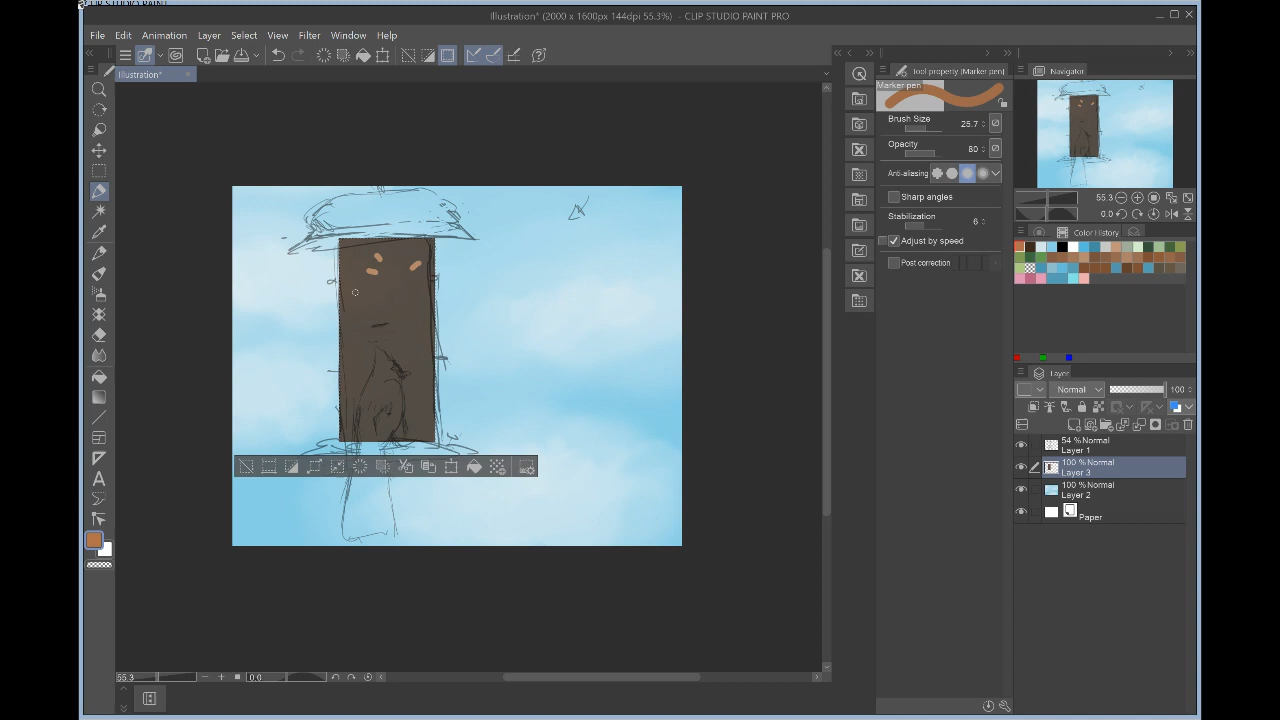 CLIP STUDIO PAINT
Illustration* (2000 x 1600px 144dpi 55.3%) - CLIP STUDIO PAINT PRO
File Edit Animation Layer Select View Filter Window Help
Illustration*
Tool property (Marker pen)
Marker pen
Brush Size 25.7
Opacity 80
Anti-aliasing
Sharp angles
Stabilization 6
Adjust by speed
Post correction
Navigator
55.3
0.0
Color History
Layer
Normal 100
54 % Normal
Layer 1
100 % Normal
Layer 3
100 % Normal
Layer 2
Paper
55.3 0.0